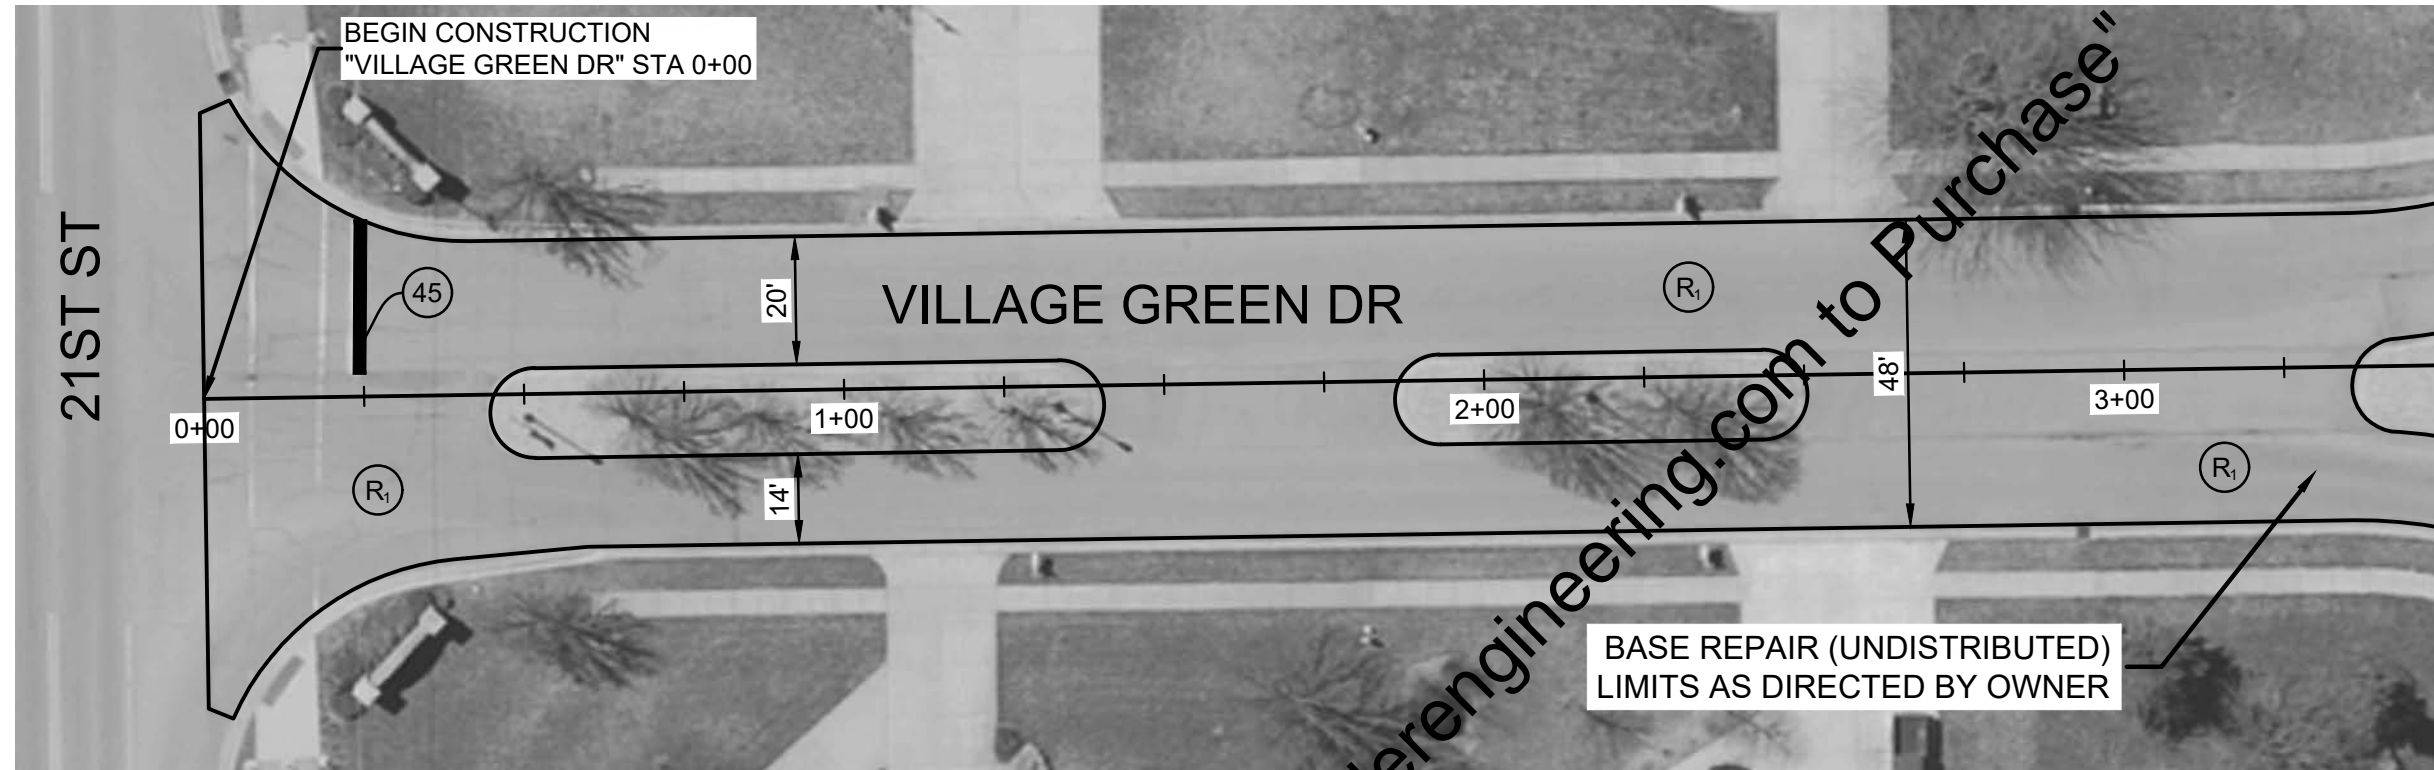 BEGIN CONSTRUCTION
"VILLAGE GREEN DR" STA 0+00
21ST ST
45
20'
VILLAGE GREEN DR
R1
48'
0+00
1+00
2+00
3+00
R1
14'
R1
BASE REPAIR (UNDISTRIBUTED)
LIMITS AS DIRECTED BY OWNER
derengineering.com to Purchase"